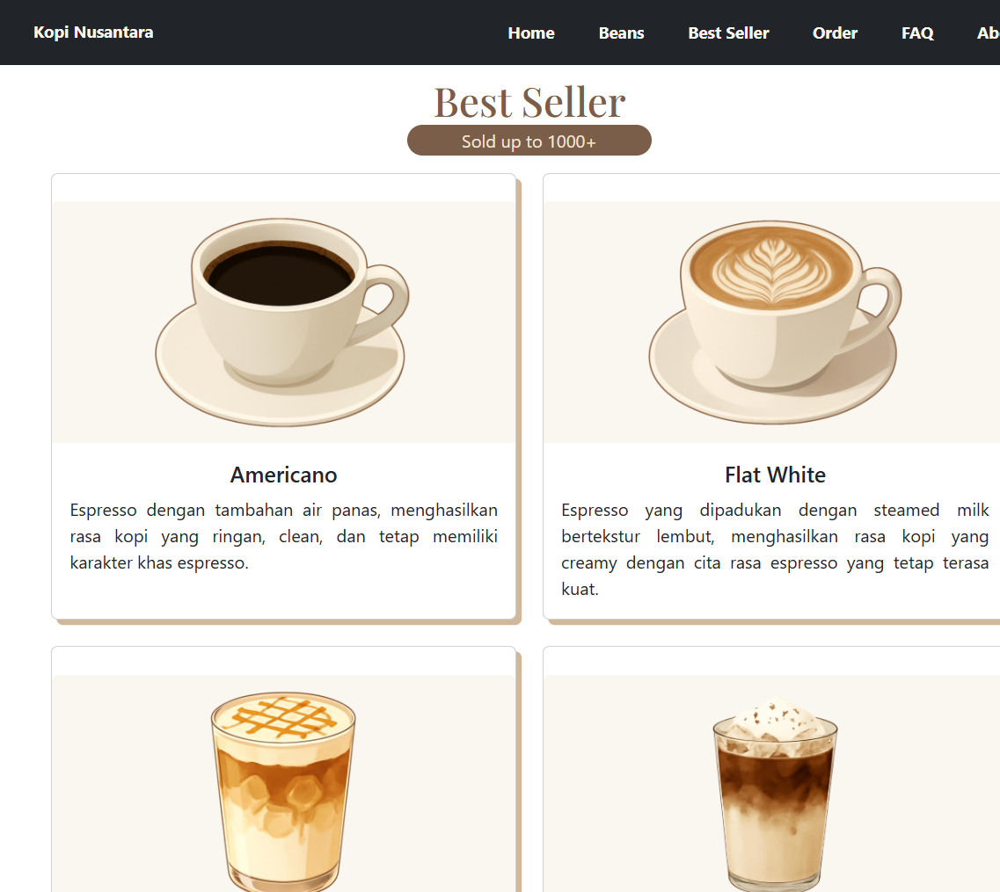 Kopi Nusantara
Home Beans Best Seller Order FAQ Ab
Best Seller
Sold up to 1000+
Americano
Espresso dengan tambahan air panas, menghasilkan
rasa kopi yang ringan, clean, dan tetap memiliki
karakter khas espresso.
Flat White
Espresso yang dipadukan dengan steamed milk
bertekstur lembut, menghasilkan rasa kopi yang
creamy dengan cita rasa espresso yang tetap terasa
kuat.